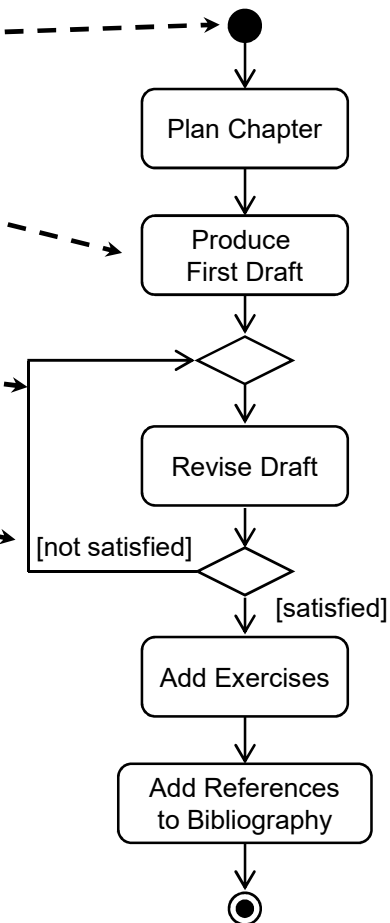 Plan Chapter
Produce
First Draft
Revise Draft
[not satisfied]
[satisfied]
Add Exercises
Add References
to Bibliography